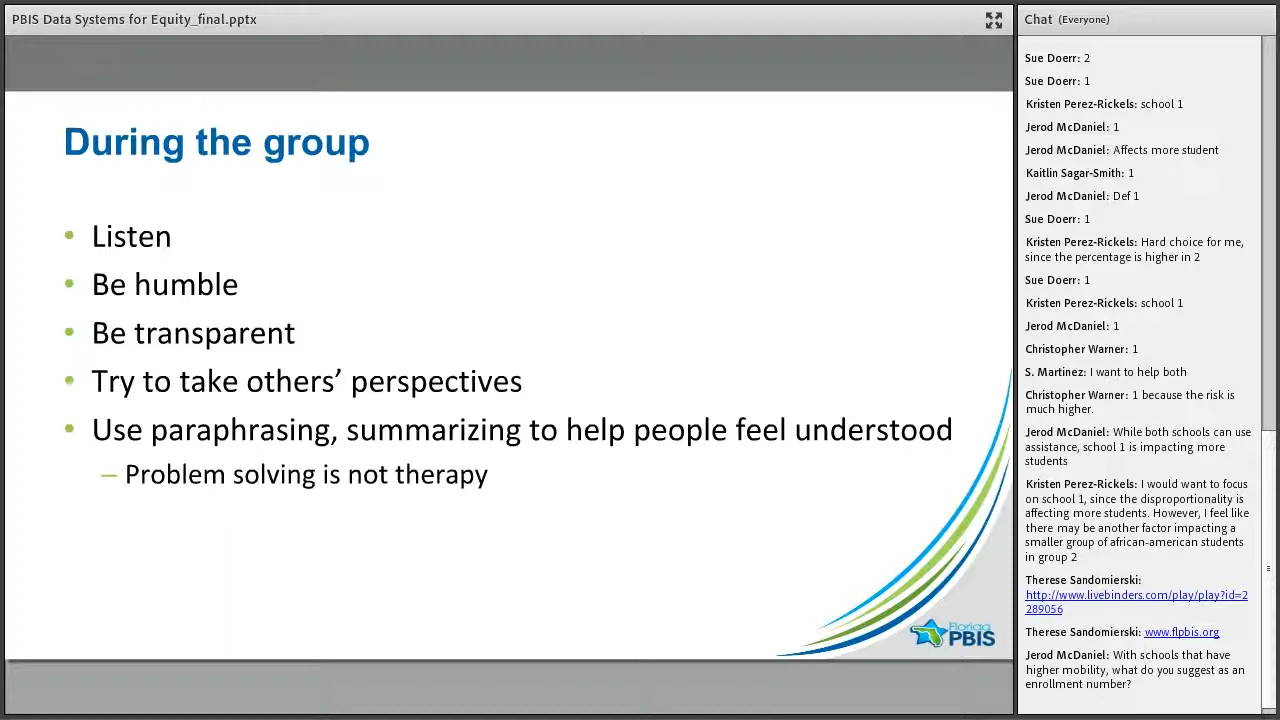 PBIS Data Systems for Equity_final.pptx
During the group
• Listen
• Be humble
• Be transparent
• Try to take others’ perspectives
• Use paraphrasing, summarizing to help people feel understood
– Problem solving is not therapy
Florida
PBIS
Chat (Everyone)
Sue Doerr: 2
Sue Doerr: 1
Kristen Perez-Rickels: school 1
Jerod McDaniel: 1
Jerod McDaniel: Affects more student
Kaitlin Sagar-Smith: 1
Jerod McDaniel: Def 1
Sue Doerr: 1
Kristen Perez-Rickels: Hard choice for me,
since the percentage is higher in 2
Sue Doerr: 1
Kristen Perez-Rickels: school 1
Jerod McDaniel: 1
Christopher Warner: 1
S. Martinez: I want to help both
Christopher Warner: 1 because the risk is
much higher.
Jerod McDaniel: While both schools can use
assistance, school 1 is impacting more
students
Kristen Perez-Rickels: I would want to focus
on school 1, since the disproportionality is
affecting more students. However, I feel like
there may be another factor impacting a
smaller group of african-american students
in group 2
Therese Sandomierski:
http://www.livebinders.com/play/play?id=2
289056
Therese Sandomierski: www.flpbis.org
Jerod McDaniel: With schools that have
higher mobility, what do you suggest as an
enrollment number?